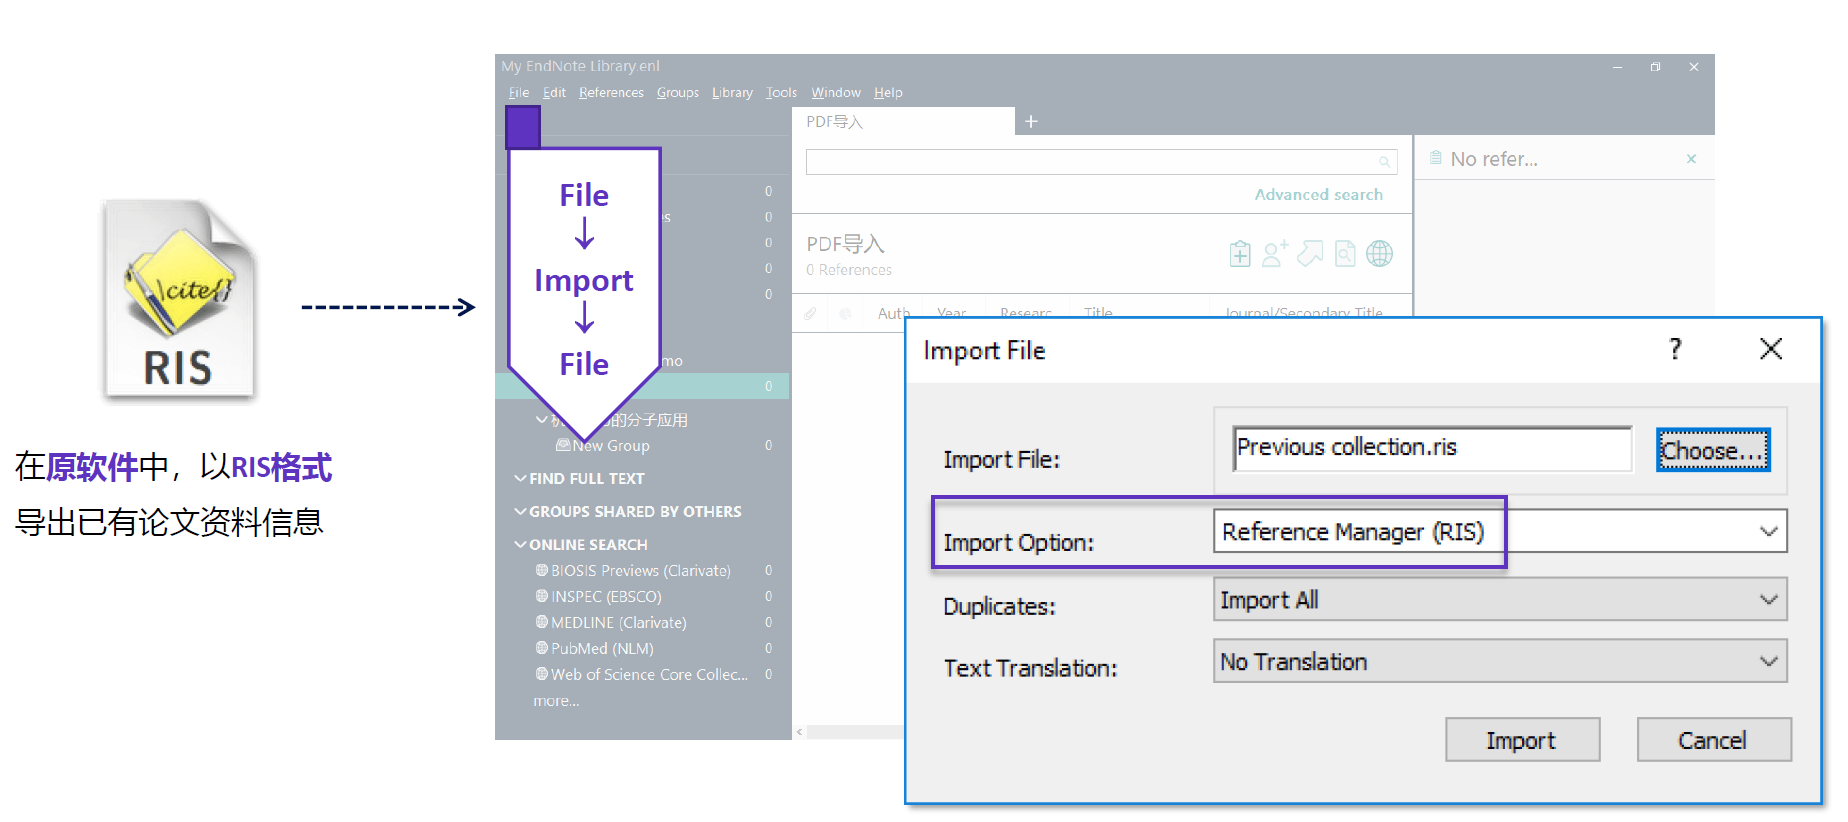 \cite{}
RIS
在原软件中，以RIS格式
导出已有论文资料信息
My EndNote Library.enl
File Edit References Groups Library Tools Window Help
File
↓
Import
↓
File
0
es 0
0
0
0
mo
0
的分子应用
New Group 0
FIND FULL TEXT
GROUPS SHARED BY OTHERS
ONLINE SEARCH
BIOSIS Previews (Clarivate) 0
INSPEC (EBSCO) 0
MEDLINE (Clarivate) 0
PubMed (NLM) 0
Web of Science Core Collec... 0
more...
PDF导入 +
Advanced search
PDF导入
0 References
Auth Year Researc Title Journal/Secondary Title
No refer...
Import File ?
Import File: Previous collection.ris Choose...
Import Option: Reference Manager (RIS)
Duplicates: Import All
Text Translation: No Translation
Import Cancel